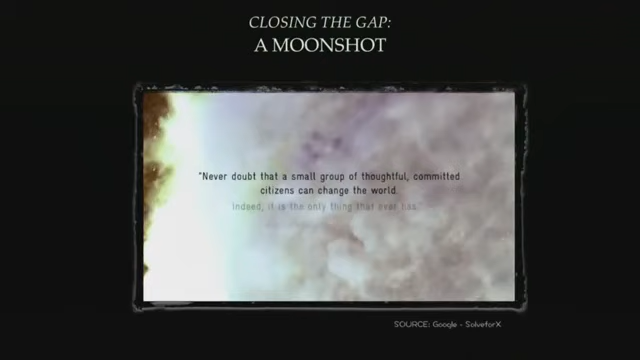 CLOSING THE GAP:
A MOONSHOT
"Never doubt that a small group of thoughtful, committed
citizens can change the world.
Indeed, it is the only thing that ever has."
SOURCE: Google - SolveforX